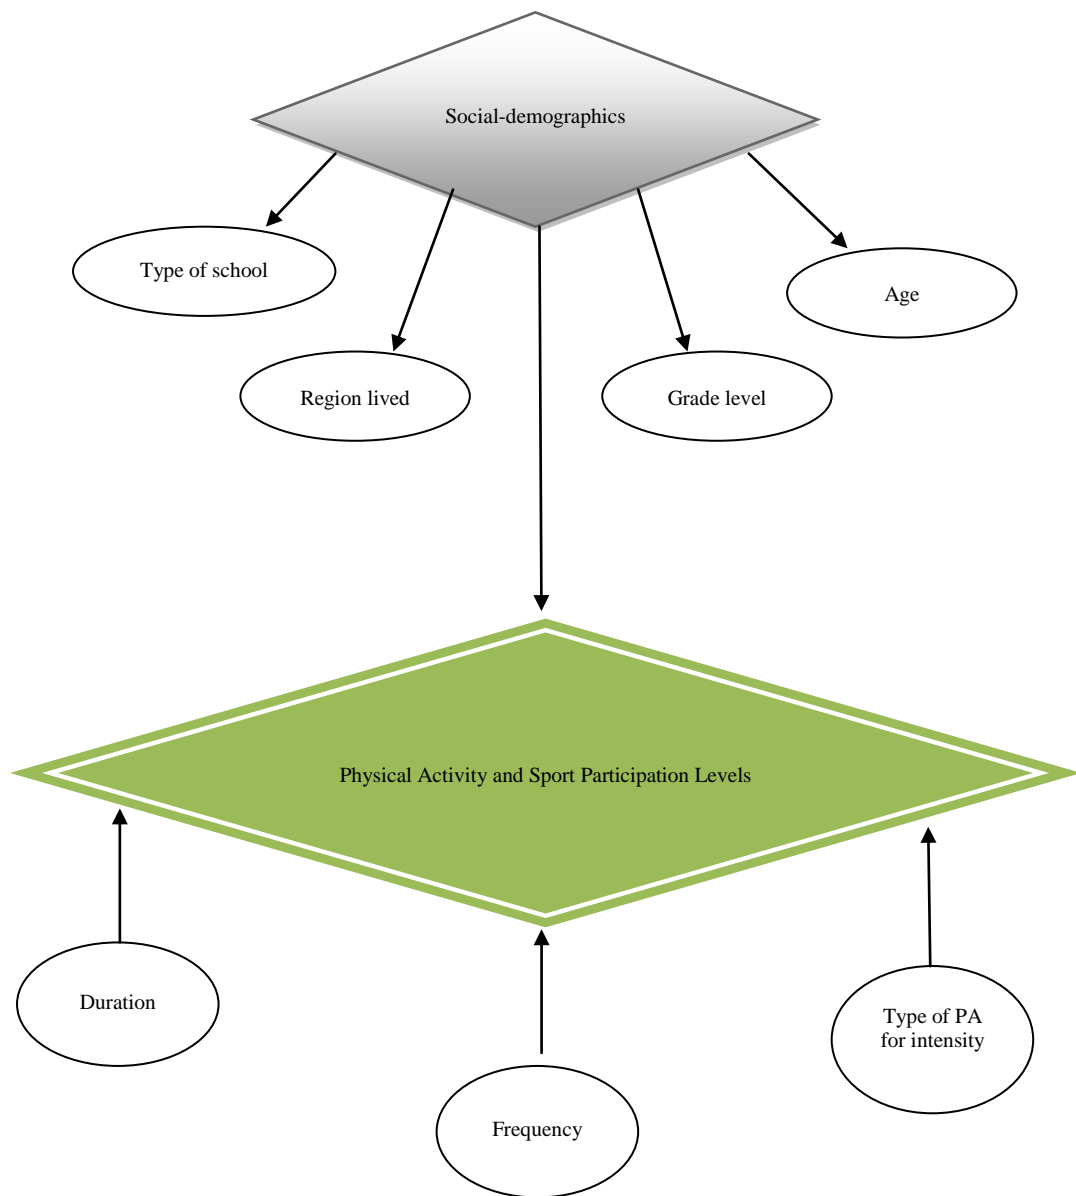 Social-demographics
Type of school
Age
Region lived
Grade level
Physical Activity and Sport Participation Levels
Duration
Type of PA
for intensity
Frequency